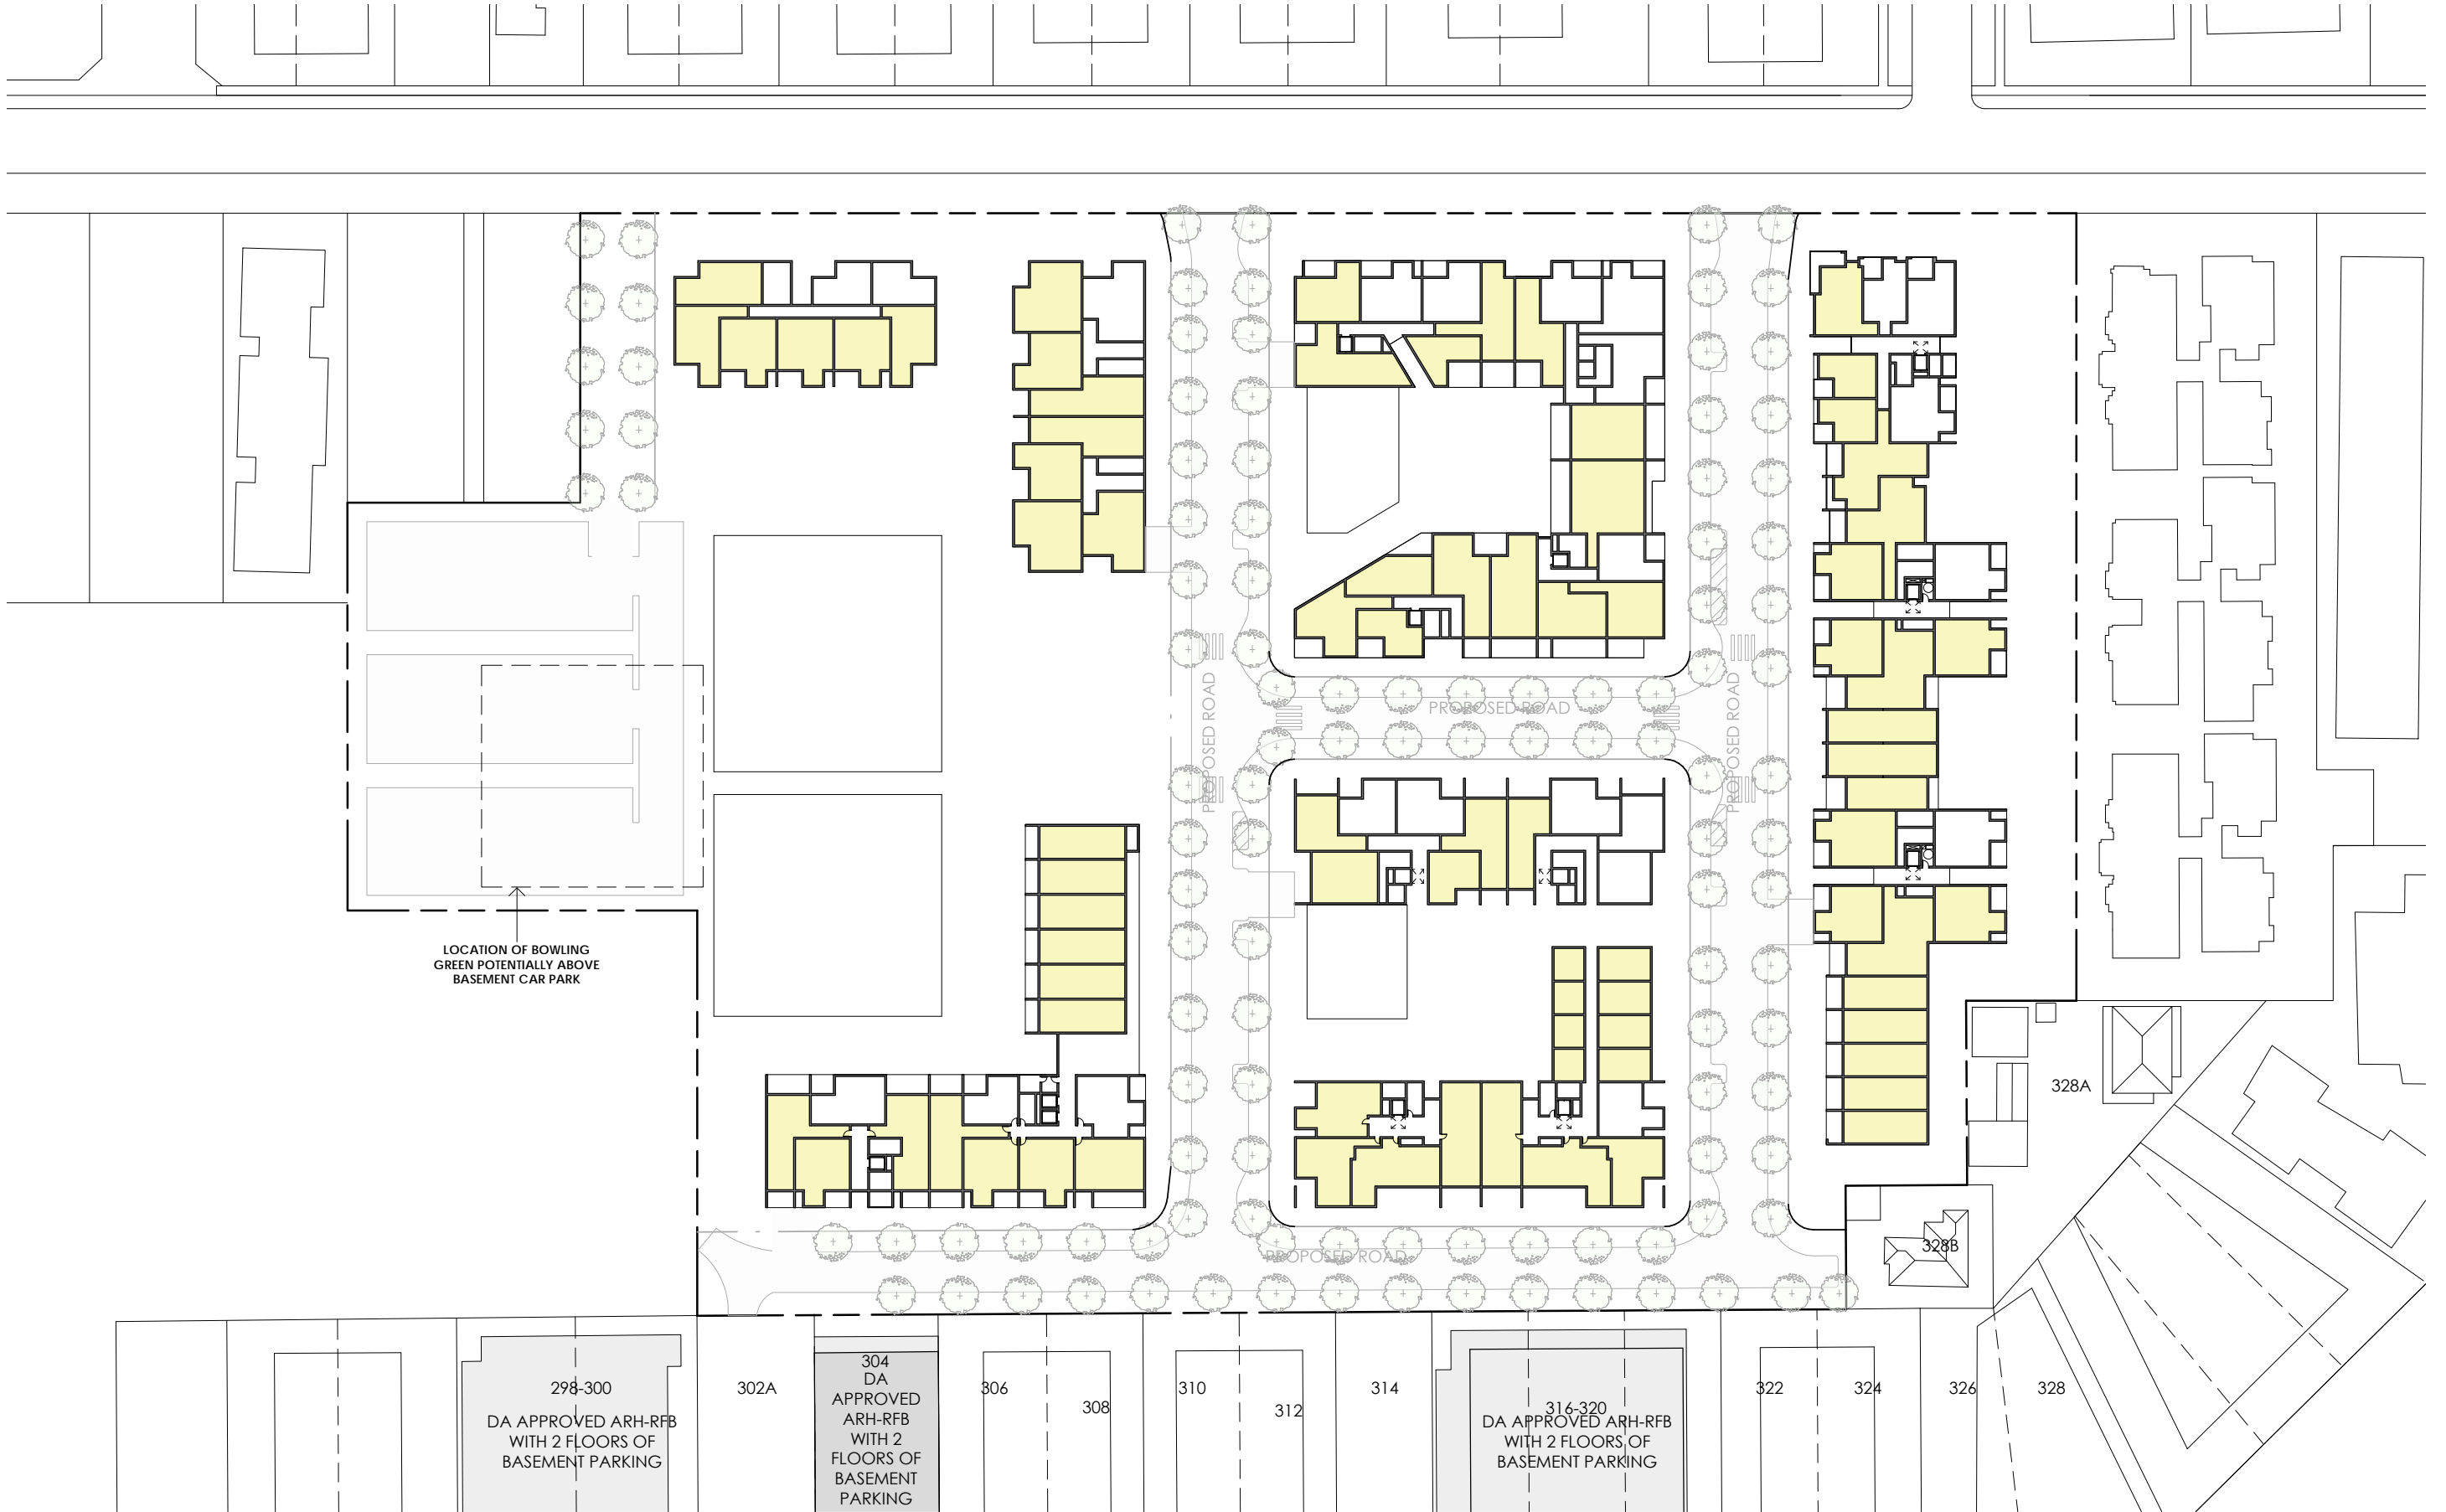 PROPOSED ROAD
PROPOSED ROAD
PROPOSED ROAD
LOCATION OF BOWLING
GREEN POTENTIALLY ABOVE
BASEMENT CAR PARK
328A
328B
PROPOSED ROAD
298-300
DA APPROVED ARH-RFB
WITH 2 FLOORS OF
BASEMENT PARKING
302A
304
DA
APPROVED
ARH-RFB
WITH 2
FLOORS OF
BASEMENT
PARKING
306
308
310
312
314
316-320
DA APPROVED ARH-RFB
WITH 2 FLOORS OF
BASEMENT PARKING
322
324
326
328